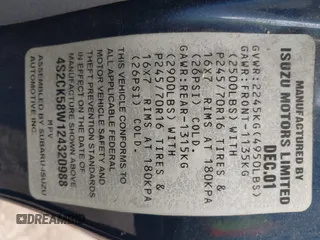 MANUFACTURED BY
ISUZU MOTORS LIMITED
DEC.01
GVWR:2245KG(4950LBS)
GAWR:FRONT-1135KG
(2500LBS) WITH
P245/70R16 TIRES &
16X7 RIMS AT 180KPA
(26PSI) COLD.
GAWR:REAR-1315KG
(2900LBS) WITH
P245/70R16 TIRES &
16X7 RIMS AT 180KPA
(26PSI) COLD.
THIS VEHICLE CONFORMS TO
ALL APPLICABLE FEDERAL
MOTOR VEHICLE SAFETY AND
THEFT PREVENTION STANDARDS
IN EFFECT ON THE DATE OF
MANUFACTURE SHOWN ABOVE.
4S2CK58W124320988
MPV
ASSEMBLED BY SUBARU-ISUZU
AUTOMOTIVE INC.
DREAM